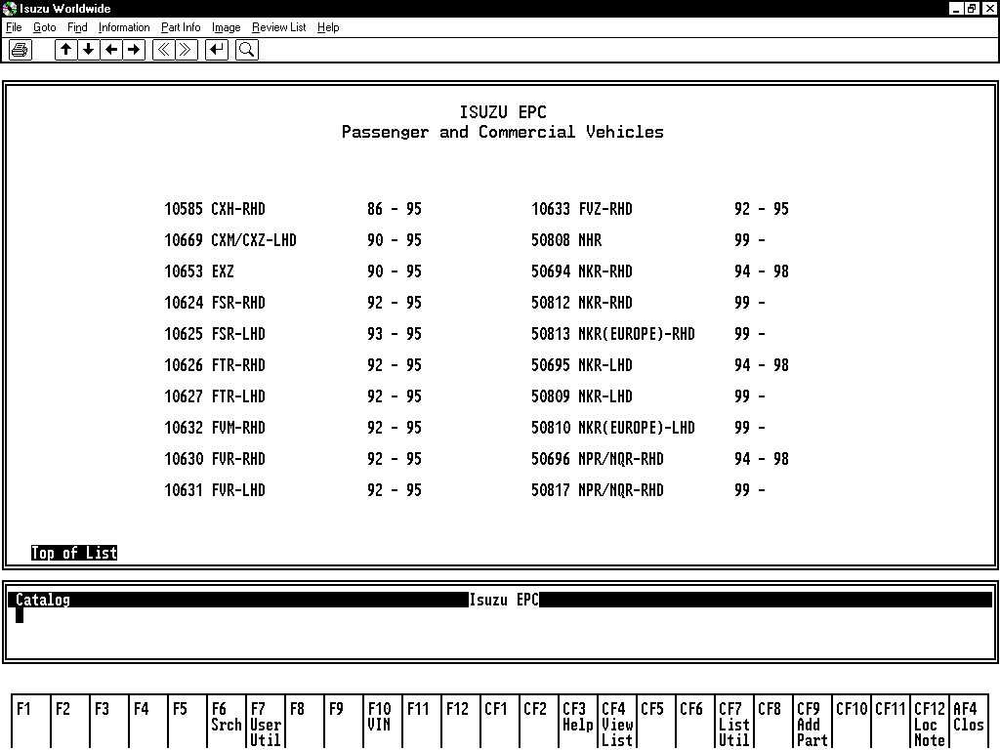 Isuzu Worldwide
File Goto Find Information Part Info Image Review List Help
ISUZU EPC
Passenger and Commercial Vehicles
10585 CXH-RHD 86 - 95 10633 FVZ-RHD 92 - 95
10669 CXM/CXZ-LHD 90 - 95 50808 NHR 99 -
10653 EXZ 90 - 95 50694 NKR-RHD 94 - 98
10624 FSR-RHD 92 - 95 50812 NKR-RHD 99 -
10625 FSR-LHD 93 - 95 50813 NKR(EUROPE)-RHD 99 -
10626 FTR-RHD 92 - 95 50695 NKR-LHD 94 - 98
10627 FTR-LHD 92 - 95 50809 NKR-LHD 99 -
10632 FVM-RHD 92 - 95 50810 NKR(EUROPE)-LHD 99 -
10630 FVR-RHD 92 - 95 50696 NPR/NQR-RHD 94 - 98
10631 FVR-LHD 92 - 95 50817 NPR/NQR-RHD 99 -
Top of List
Catalog Isuzu EPC
F1 F2 F3 F4 F5 F6 F7 F8 F9 F10 F11 F12 CF1 CF2 CF3 CF4 CF5 CF6 CF7 CF8 CF9 CF10 CF11 CF12 AF4
Srch User VIN Help View List Add Loc Clos
Util List Util Part Note